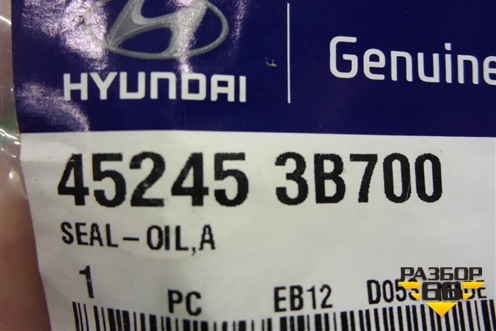 HYUNDAI
Genuine
45245 3B700
SEAL-OIL,A
1 PC EB12
РАЗБОР